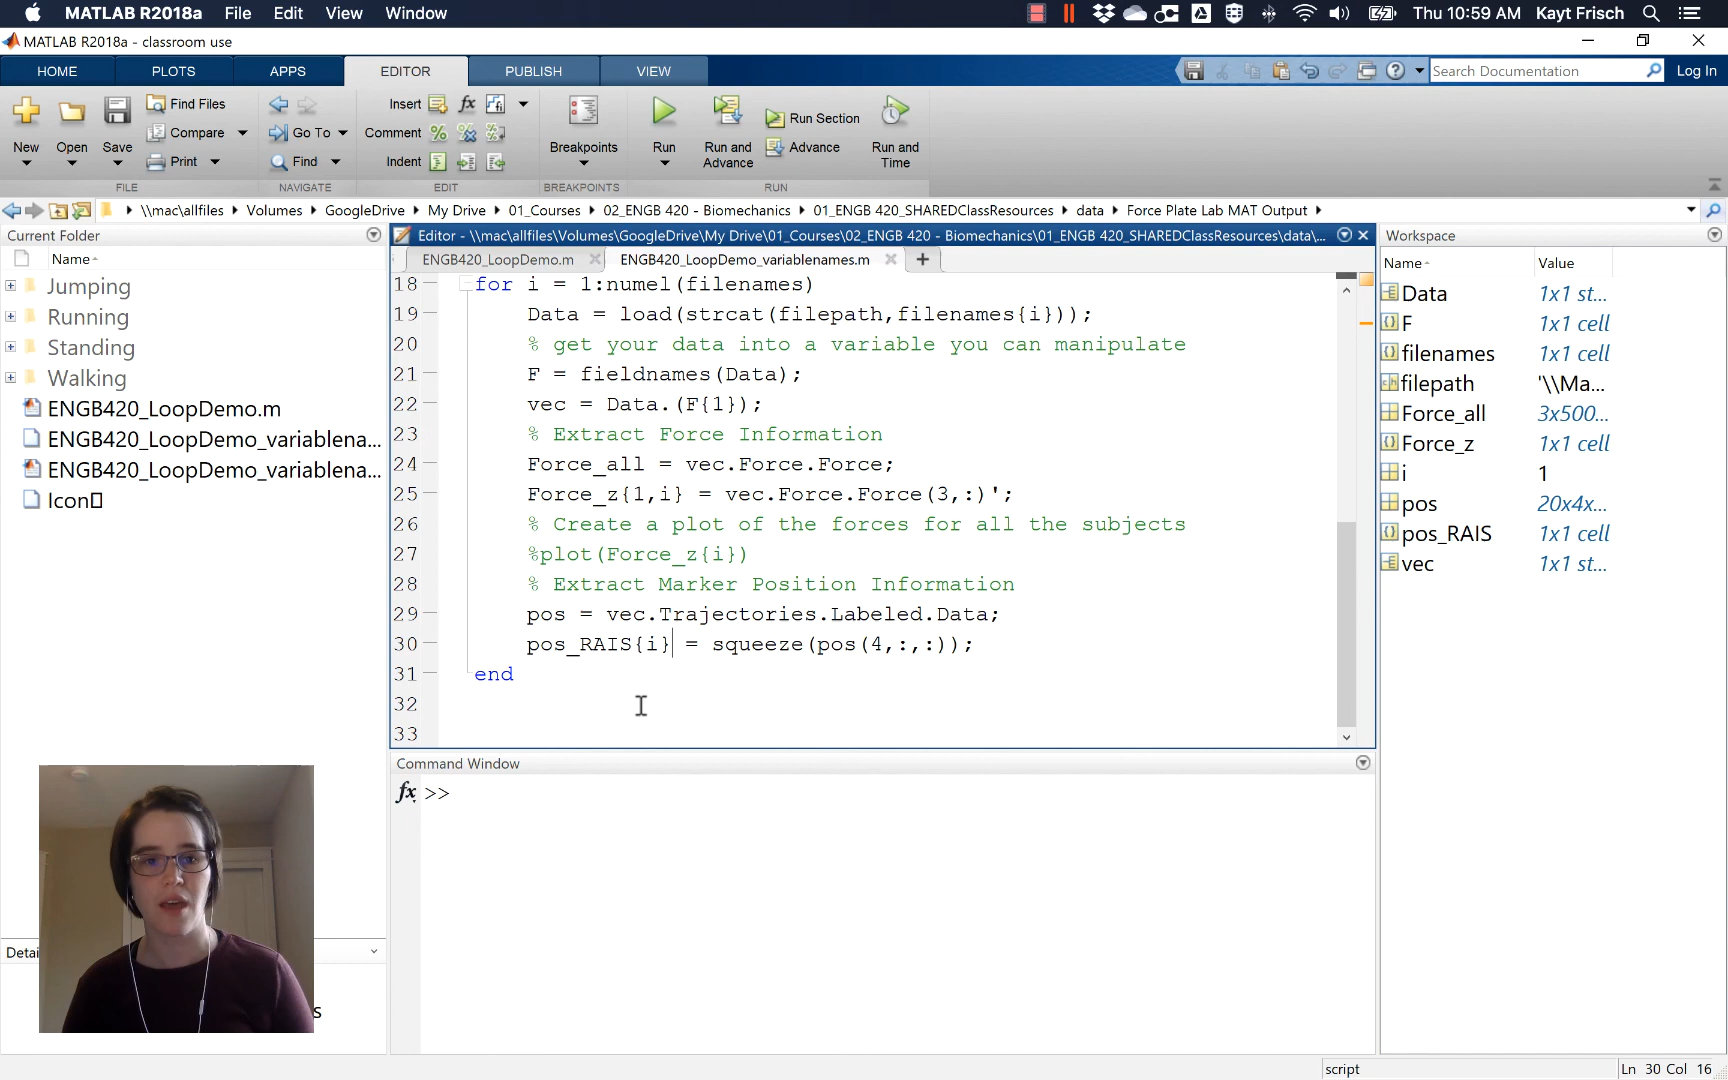 MATLAB R2018a File Edit View Window Thu 10:59 AM Kayt Frisch
MATLAB R2018a - classroom use
HOME PLOTS APPS EDITOR PUBLISH VIEW Search Documentation Log In
New Open Save Find Files Compare Print
Go To Find
Insert Comment Indent fx
Breakpoints
Run Run and Advance Run Section Advance Run and Time
FILE NAVIGATE EDIT BREAKPOINTS RUN
\\mac\allfiles Volumes GoogleDrive My Drive 01_Courses 02_ENGB 420 - Biomechanics 01_ENGB 420_SHAREDClassResources data Force Plate Lab MAT Output
Current Folder
Name
Jumping
Running
Standing
Walking
ENGB420_LoopDemo.m
ENGB420_LoopDemo_variablena...
ENGB420_LoopDemo_variablena...
Icon
Detai
s
Editor - \\mac\allfiles\Volumes\GoogleDrive\My Drive\01_Courses\02_ENGB 420 - Biomechanics\01_ENGB 420_SHAREDClassResources\data\...
ENGB420_LoopDemo.m ENGB420_LoopDemo_variablenames.m
18 for i = 1:numel(filenames)
19 Data = load(strcat(filepath,filenames{i}));
20 % get your data into a variable you can manipulate
21 F = fieldnames(Data);
22 vec = Data.(F{1});
23 % Extract Force Information
24 Force_all = vec.Force.Force;
25 Force_z{1,i} = vec.Force.Force(3,:)';
26 % Create a plot of the forces for all the subjects
27 %plot(Force_z{i})
28 % Extract Marker Position Information
29 pos = vec.Trajectories.Labeled.Data;
30 pos_RAIS{i} = squeeze(pos(4,:,:));
31 end
32
33
Command Window
fx >>
Workspace
Name Value
Data 1x1 st...
F 1x1 cell
filenames 1x1 cell
filepath '\\Ma...
Force_all 3x500...
Force_z 1x1 cell
i 1
pos 20x4x...
pos_RAIS 1x1 cell
vec 1x1 st...
script Ln 30 Col 16